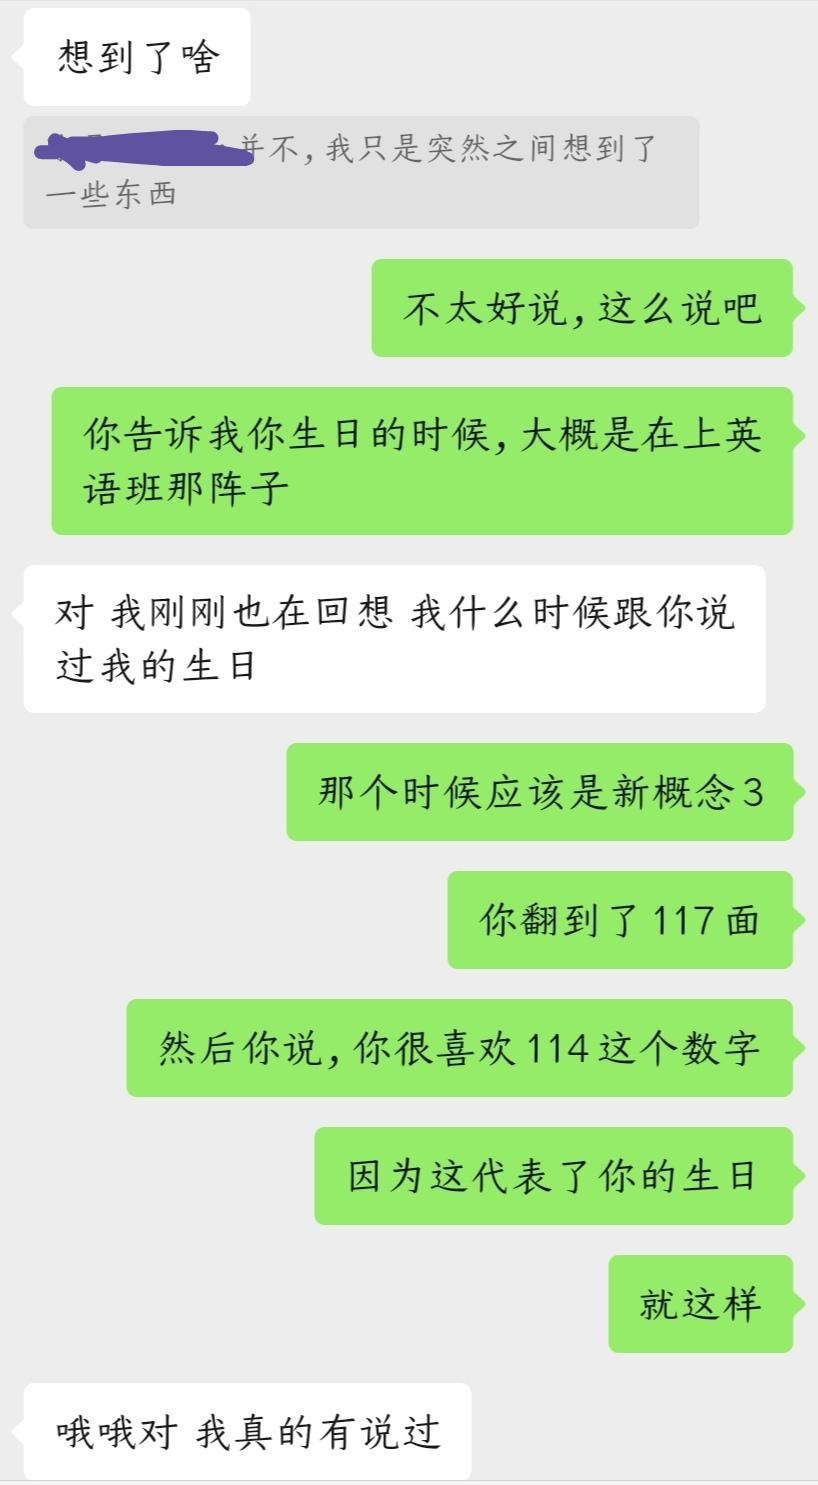 想到了啥
并不,我只是突然之间想到了
一些东西
不太好说,这么说吧
你告诉我你生日的时候,大概是在上英
语班那阵子
对 我刚刚也在回想 我什么时候跟你说
过我的生日
那个时候应该是新概念3
你翻到了117面
然后你说,你很喜欢114这个数字
因为这代表了你的生日
就这样
哦哦对 我真的有说过